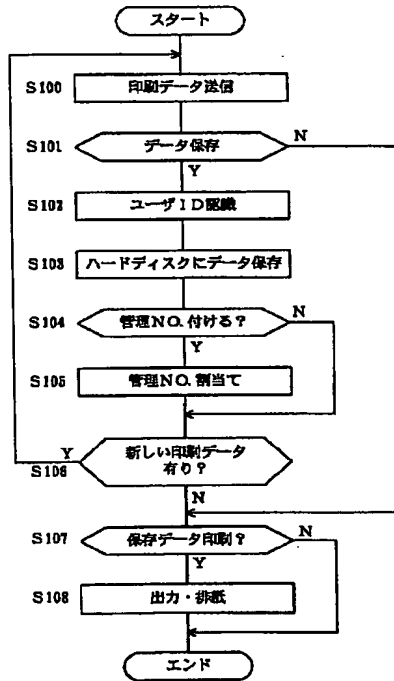 スタート
S100 印刷データ送信
S101 データ保存 N
Y
S102 ユーザID認識
S103 ハードディスクにデータ保存
S104 管理NO.付ける? N
Y
S105 管理NO.割当て
Y S106 新しい印刷データ
有り?
N
S107 保存データ印刷? N
Y
S108 出力・排紙
エンド